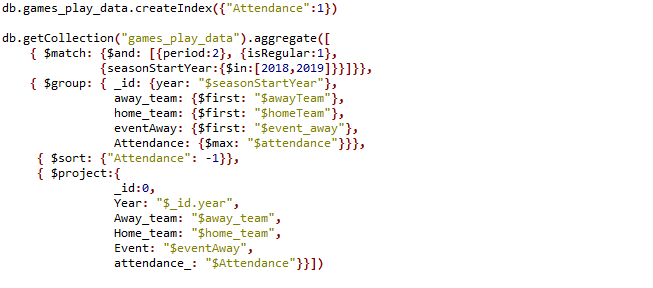 db.games_play_data.createIndex({"Attendance":1})
db.getCollection("games_play_data").aggregate([
{ $match: {$and: [{period:2}, {isRegular:1},
{seasonStartYear:{$in:[2018,2019]}}]}},
{ $group: { _id: {year: "$seasonStartYear"},
away_team: {$first: "$awayTeam"},
home_team: {$first: "$homeTeam"},
eventAway: {$first: "$event_away"},
Attendance: {$max: "$attendance"}}},
{ $sort: {"Attendance": -1}},
{ $project:{
_id:0,
Year: "$_id.year",
Away_team: "$away_team",
Home_team: "$home_team",
Event: "$eventAway",
attendance_: "$Attendance"}}])